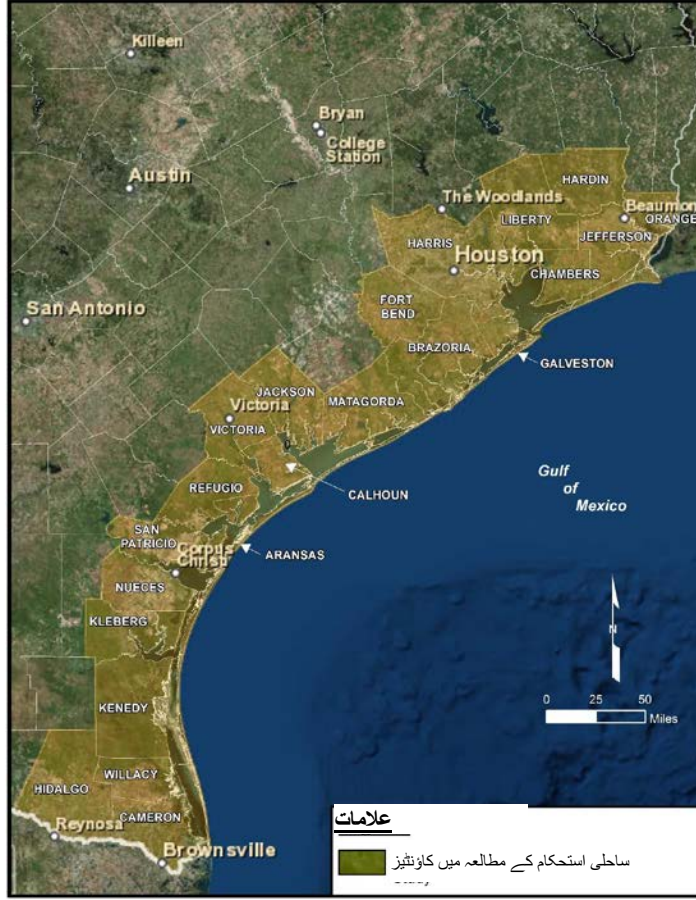 Killeen
Bryan
College
Station
Austin
HARDIN
The Woodlands
Beaumon
LIBERTY
ORANGE
HARRIS
JEFFERSON
Houston
CHAMBERS
San Antonio
FORT
BEND
BRAZORIA
GALVESTON
JACKSON
MATAGORDA
Victoria
VICTORIA
Gulf
of
Mexico
REFUGIO
CALHOUN
SAN
PATRICIO
Corpus
Christi
ARANSAS
NUECES
KLEBERG
N
KENEDY
0 25 50
Miles
WILLACY
HIDALGO
CAMERON
Reynosa
Brownsville
علامات
ساحلی استحکام کے مطالعہ میں کاؤنٹیز